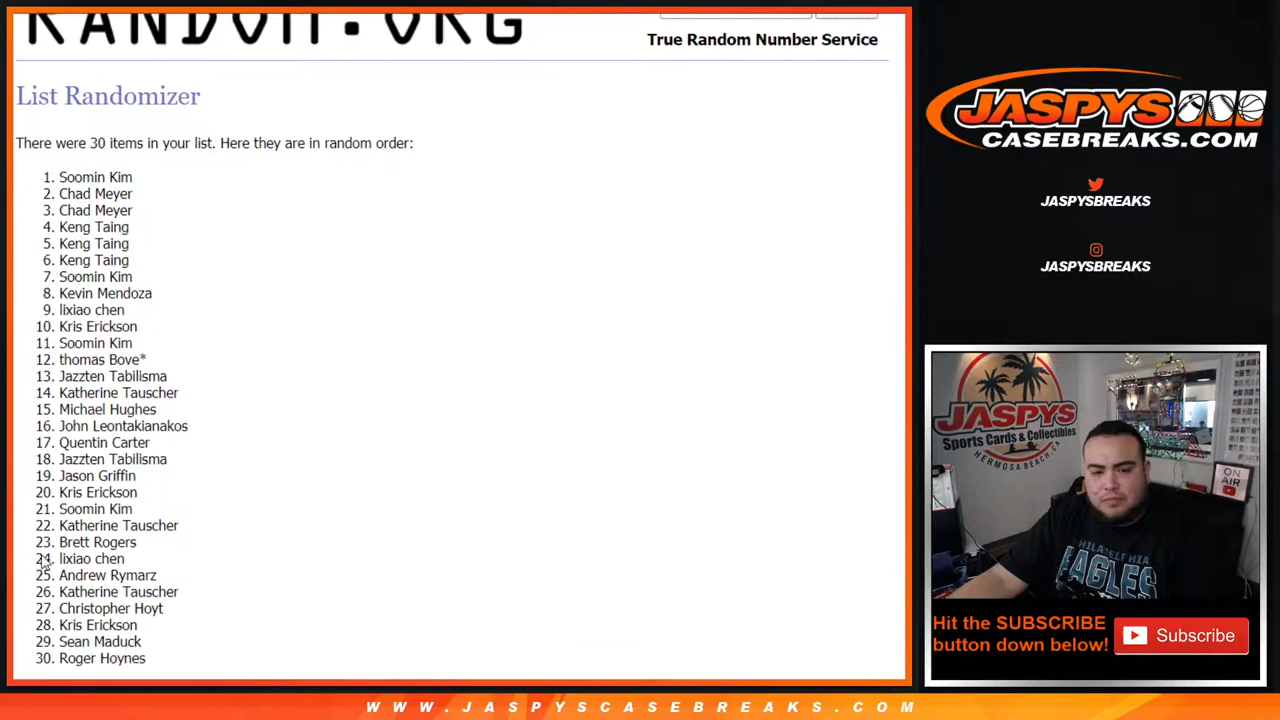 RANDOM.ORG
True Random Number Service
List Randomizer
There were 30 items in your list. Here they are in random order:
1. Soomin Kim
2. Chad Meyer
3. Chad Meyer
4. Keng Taing
5. Keng Taing
6. Keng Taing
7. Soomin Kim
8. Kevin Mendoza
9. lixiao chen
10. Kris Erickson
11. Soomin Kim
12. thomas Bove*
13. Jazzten Tabilisma
14. Katherine Tauscher
15. Michael Hughes
16. John Leontakianakos
17. Quentin Carter
18. Jazzten Tabilisma
19. Jason Griffin
20. Kris Erickson
21. Soomin Kim
22. Katherine Tauscher
23. Brett Rogers
24. lixiao chen
25. Andrew Rymarz
26. Katherine Tauscher
27. Christopher Hoyt
28. Kris Erickson
29. Sean Maduck
30. Roger Hoynes
JASPYS
CASEBREAKS.COM
JASPYSBREAKS
JASPYSBREAKS
JASPYS
Sports Cards & Collectibles
HERMOSA BEACH, CA
ON AIR
PHILADELPHIA
EAGLES
Hit the SUBSCRIBE
button down below!
Subscribe
WWW.JASPYSCASEBREAKS.COM